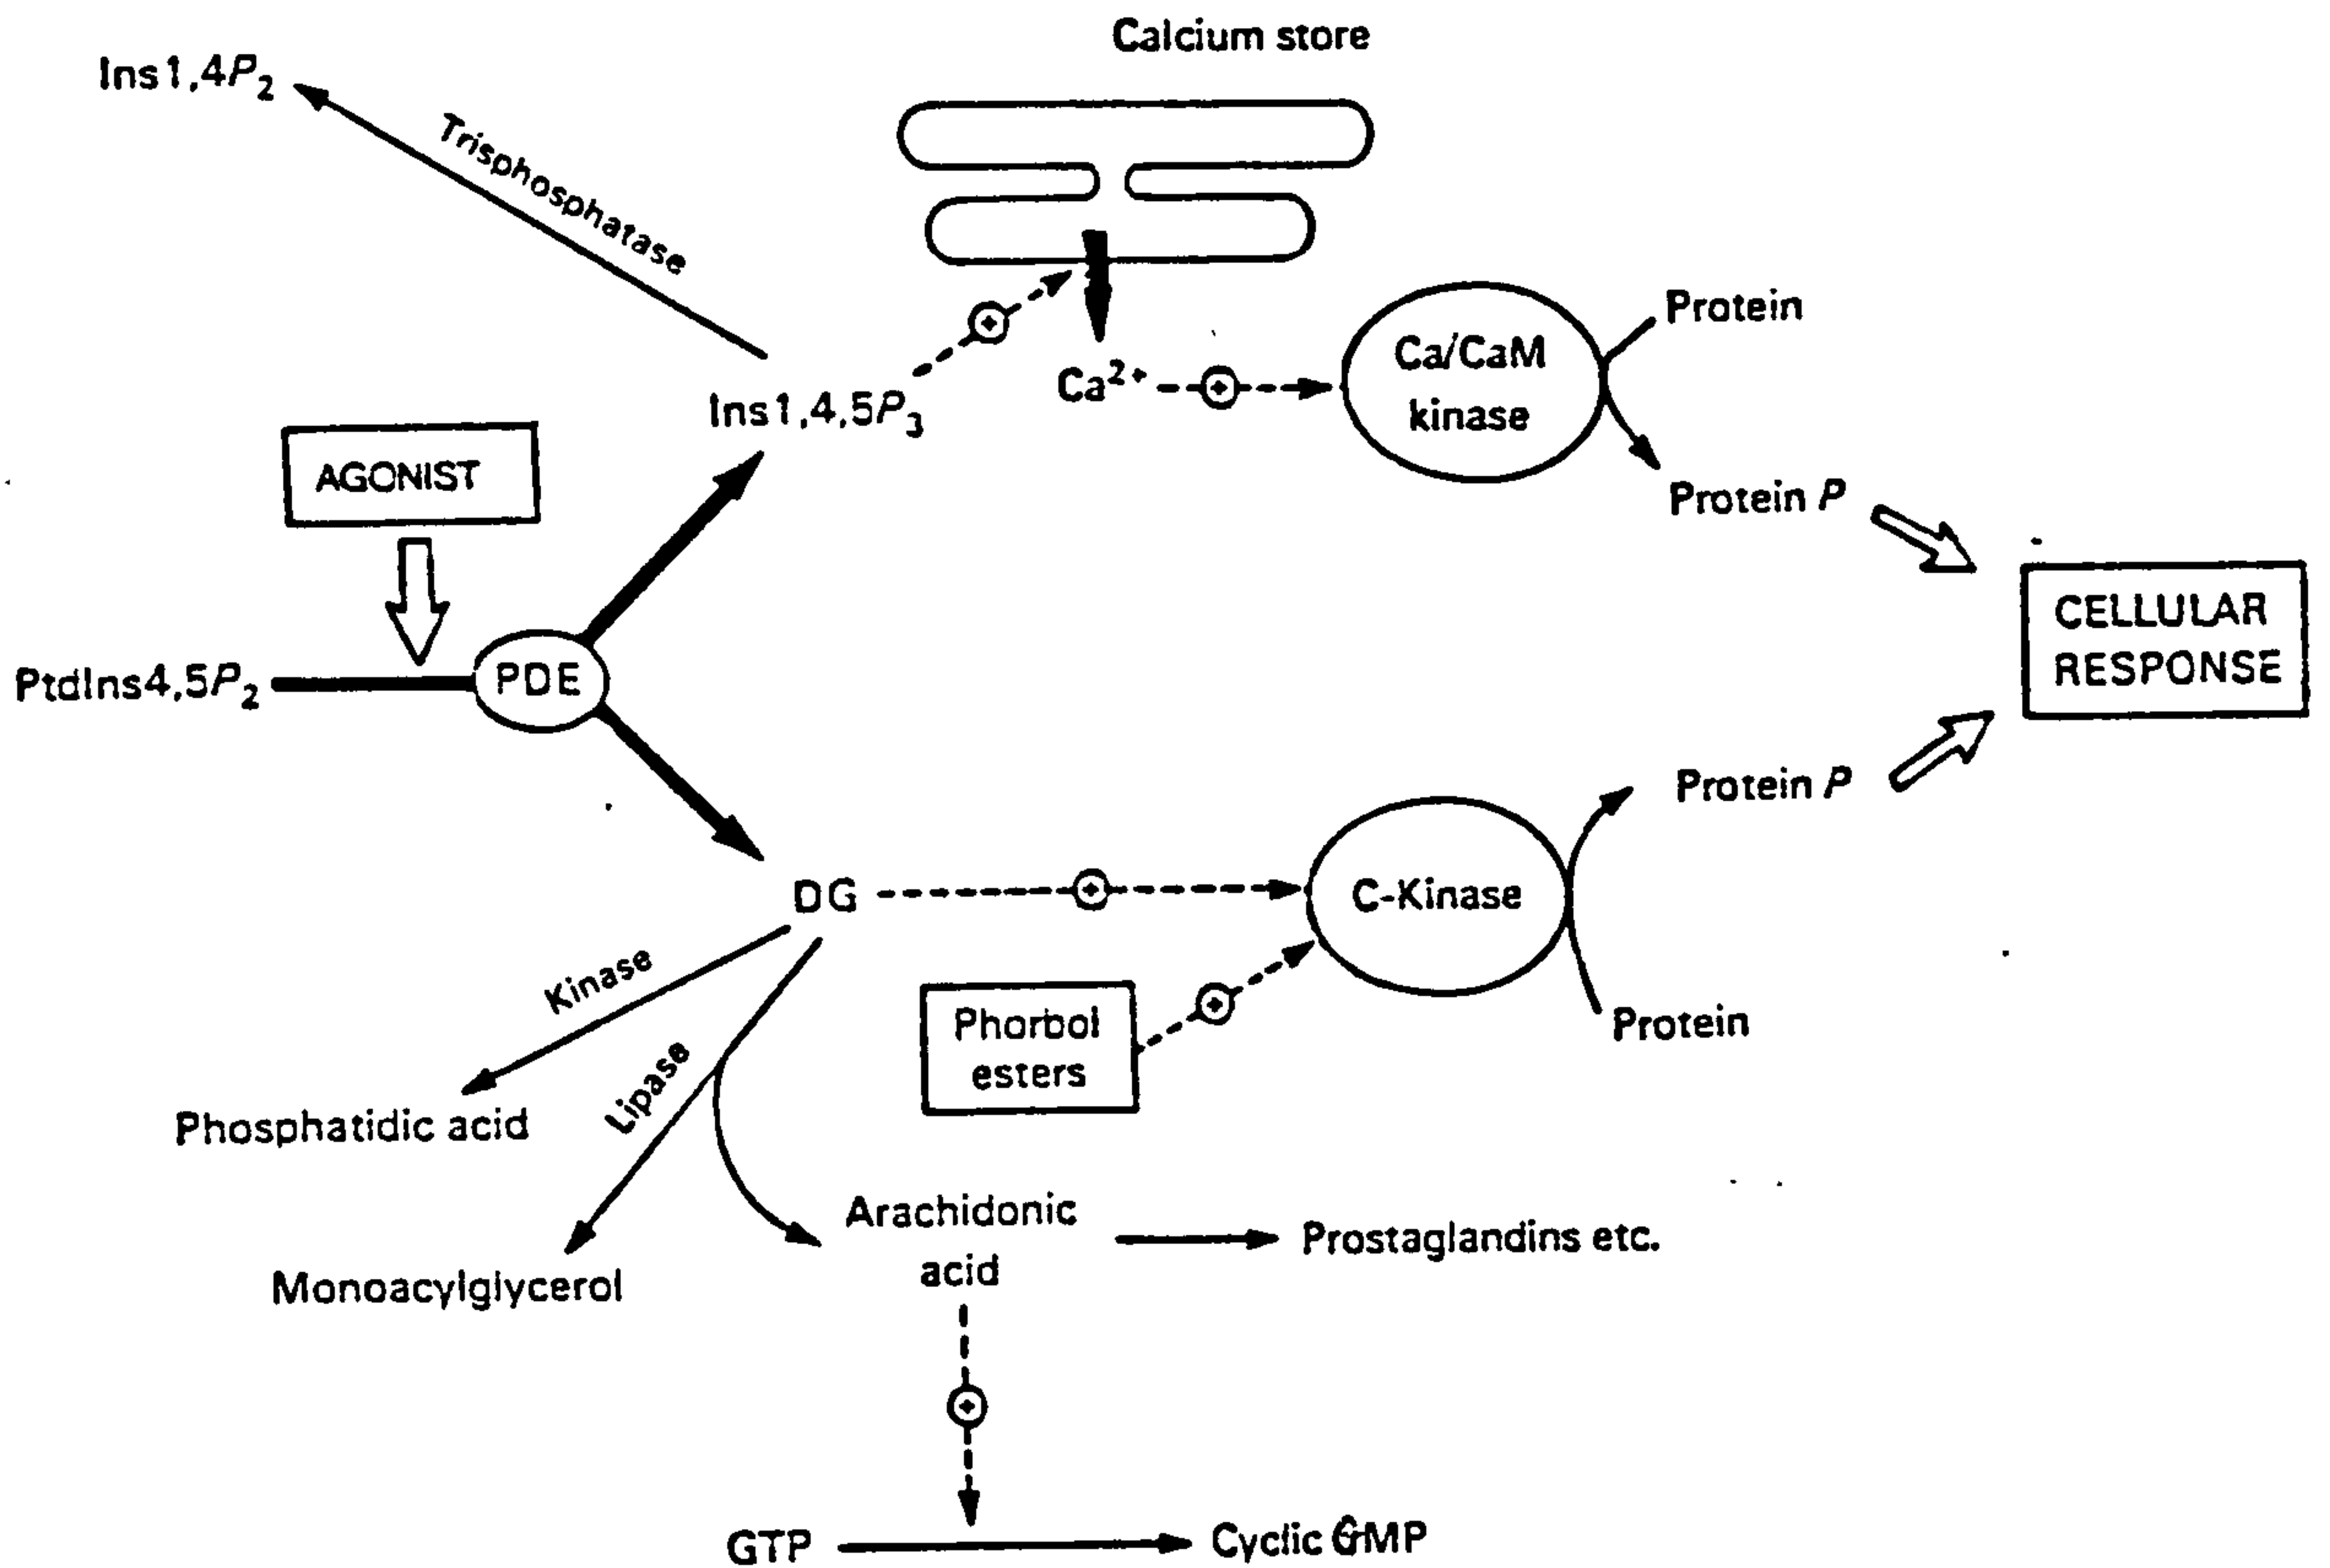 Calcium store
Ins1,4P2
Trisphosphatase
Protein
Ca/CaM
kinase
Ca2+
Ins1,4,5P3
AGONIST
Protein P
CELLULAR
RESPONSE
PtdIns4,5P2
PDE
Protein P
DG
C-Kinase
Kinase
Phorbol
esters
Protein
Lipase
Phosphatidic acid
Arachidonic
acid
Prostaglandins etc.
Monoacylglycerol
GTP
Cyclic GMP